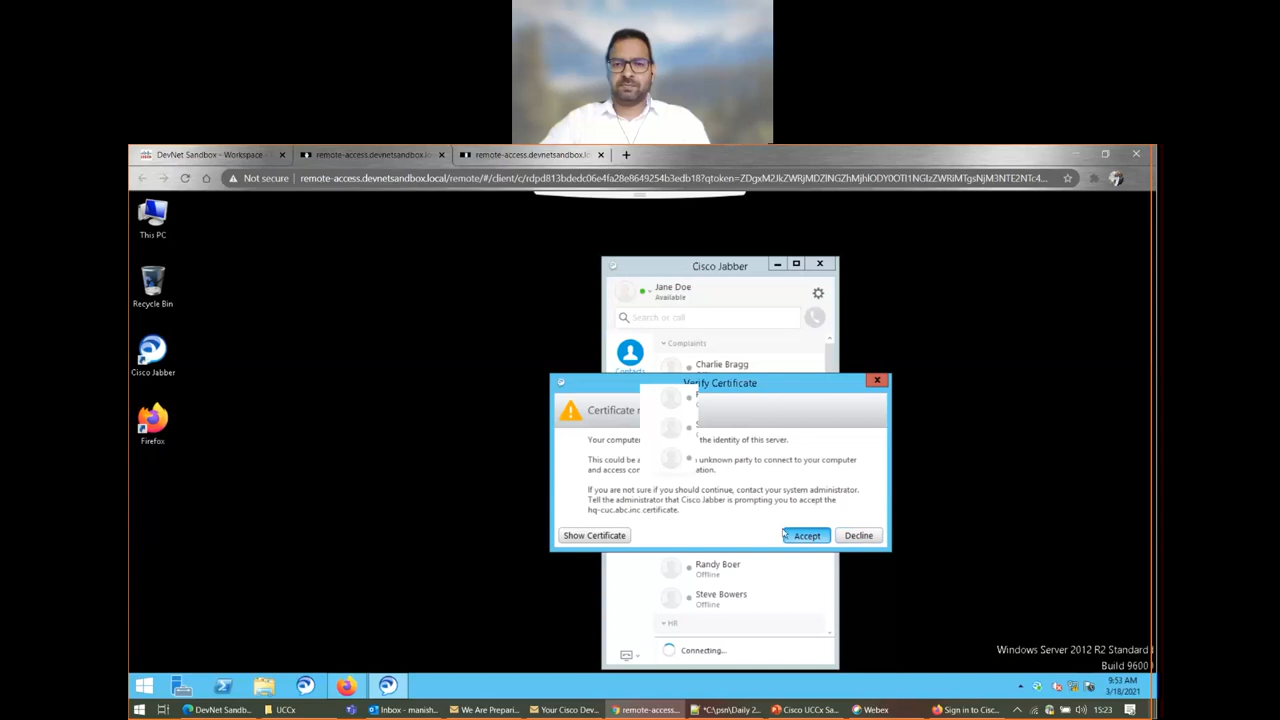 DevNet Sandbox - Workspace
remote-access.devnetsandbox.lo
remote-access.devnetsandbox.l
Not secure
remote-access.devnetsandbox.local/remote/#/client/c/rdpd813bdedc06e4fa28e8649254b3edb18?qtoken=
This PC
Recycle Bin
Cisco Jabber
Firefox
Cisco Jabber
Jane Doe
Available
Search or call
Complaints
Contacts
Charlie Bragg
Verify Certificate
Certificate
Your computer the identity of this server.
This could be a unknown party to connect to your computer
and access con ation.
If you are not sure if you should continue, contact your system administrator.
Tell the administrator that Cisco Jabber is prompting you to accept the
hq-cuc.abc.inc.certificate.
Show Certificate
Accept
Decline
Randy Boer
Offline
Steve Bowers
Offline
HR
Connecting...
Windows Server 2012 R2 Standard
Build 9600
9:53 AM
3/18/2021
DevNet Sandb...
UCCx
Inbox - manish...
We Are Prepari...
Your Cisco Dev...
remote-access...
*C:\psn\Daily 2...
Cisco UCCx Sa...
Webex
Sign in to Cisc...
15:23